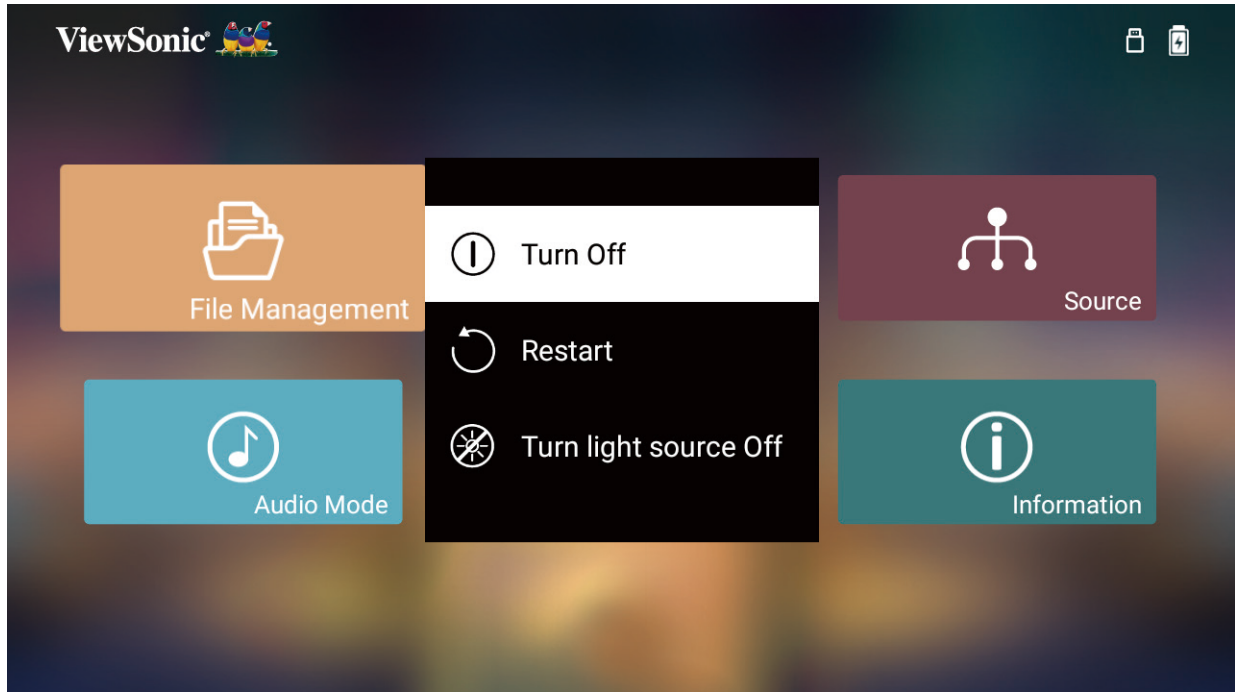 ViewSonic®
File Management
Turn Off
Source
Restart
Audio Mode
Turn light source Off
Information